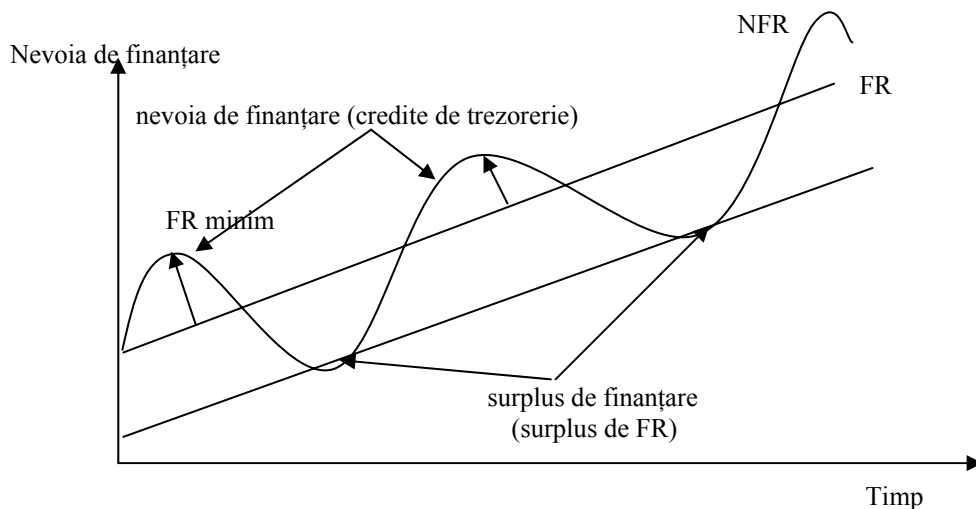 NFR
Nevoia de finanțare
FR
nevoia de finanțare (credite de trezorerie)
FR minim
surplus de finanțare
(surplus de FR)
Timp